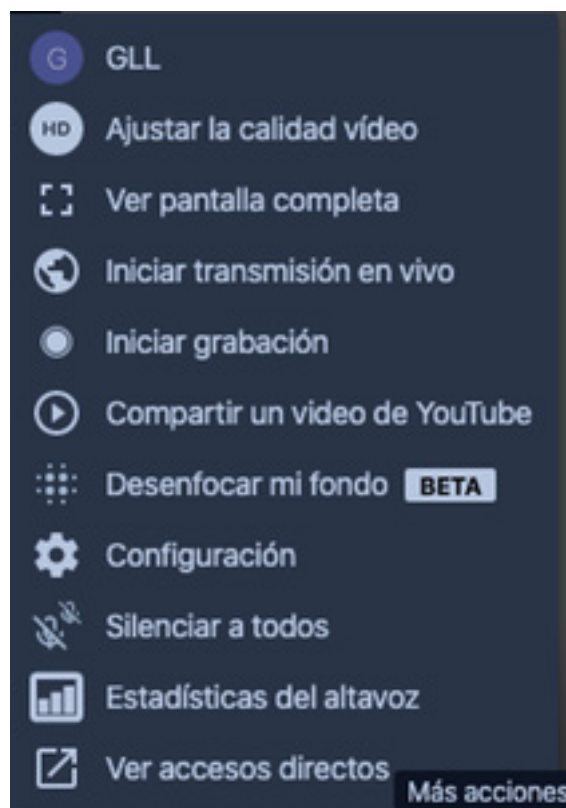 G GLL
HD Ajustar la calidad vídeo
Ver pantalla completa
Iniciar transmisión en vivo
Iniciar grabación
Compartir un video de YouTube
Desenfocar mi fondo BETA
Configuración
Silenciar a todos
Estadísticas del altavoz
Ver accesos directos
Más acciones